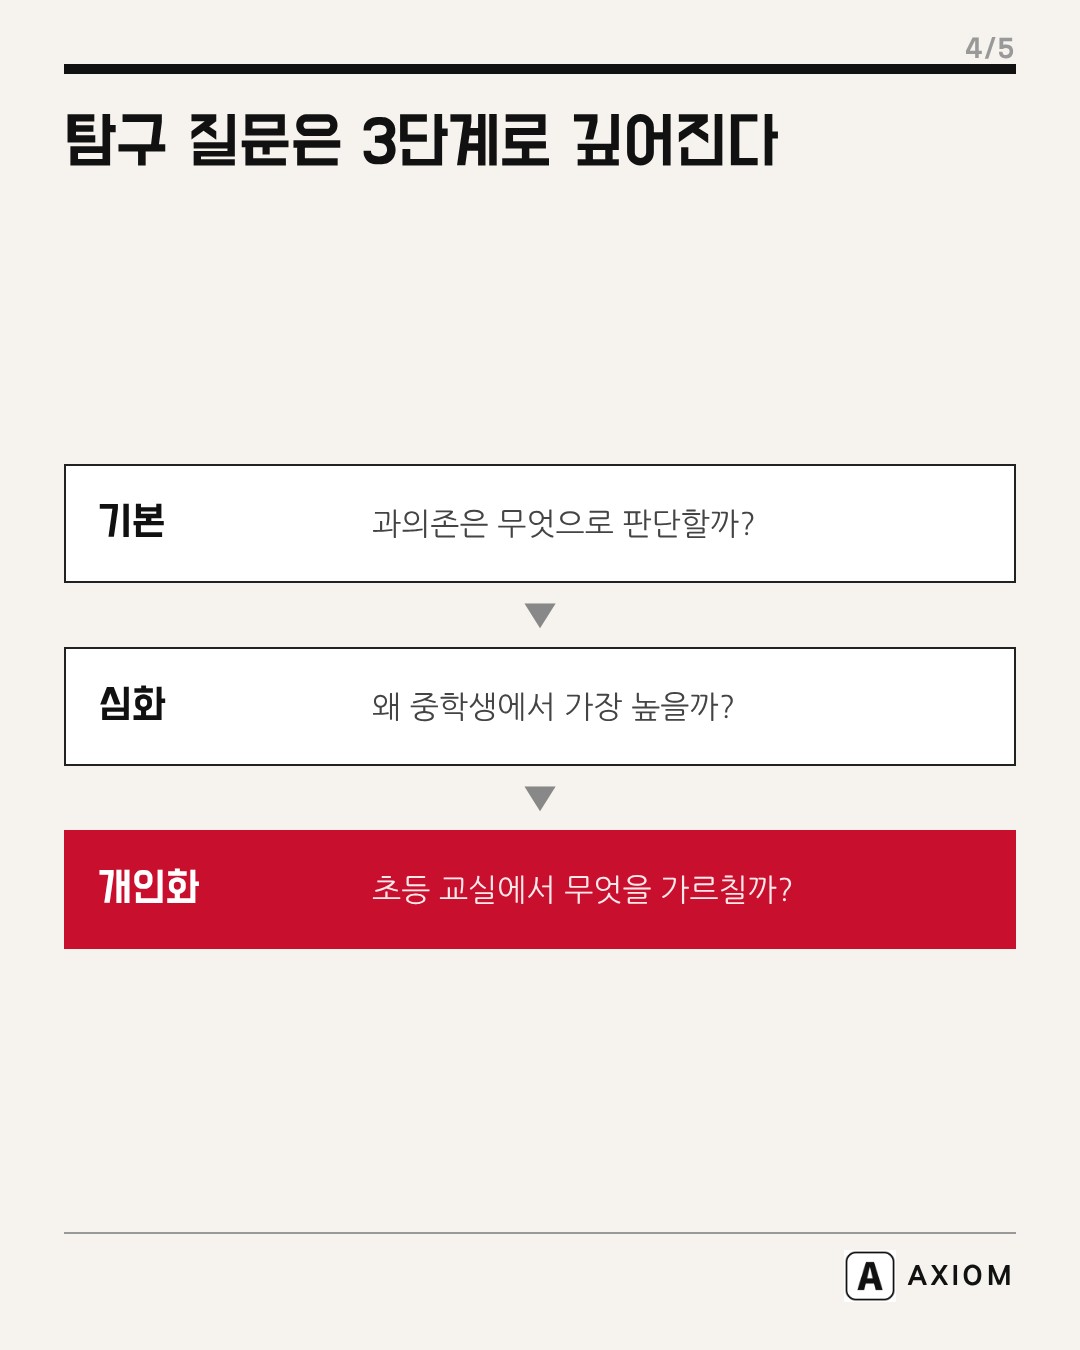 4/5
탐구 질문은 3단계로 깊어진다
기본 과의존은 무엇으로 판단할까?
심화 왜 중학생에서 가장 높을까?
개인화 초등 교실에서 무엇을 가르칠까?
A AXIOM